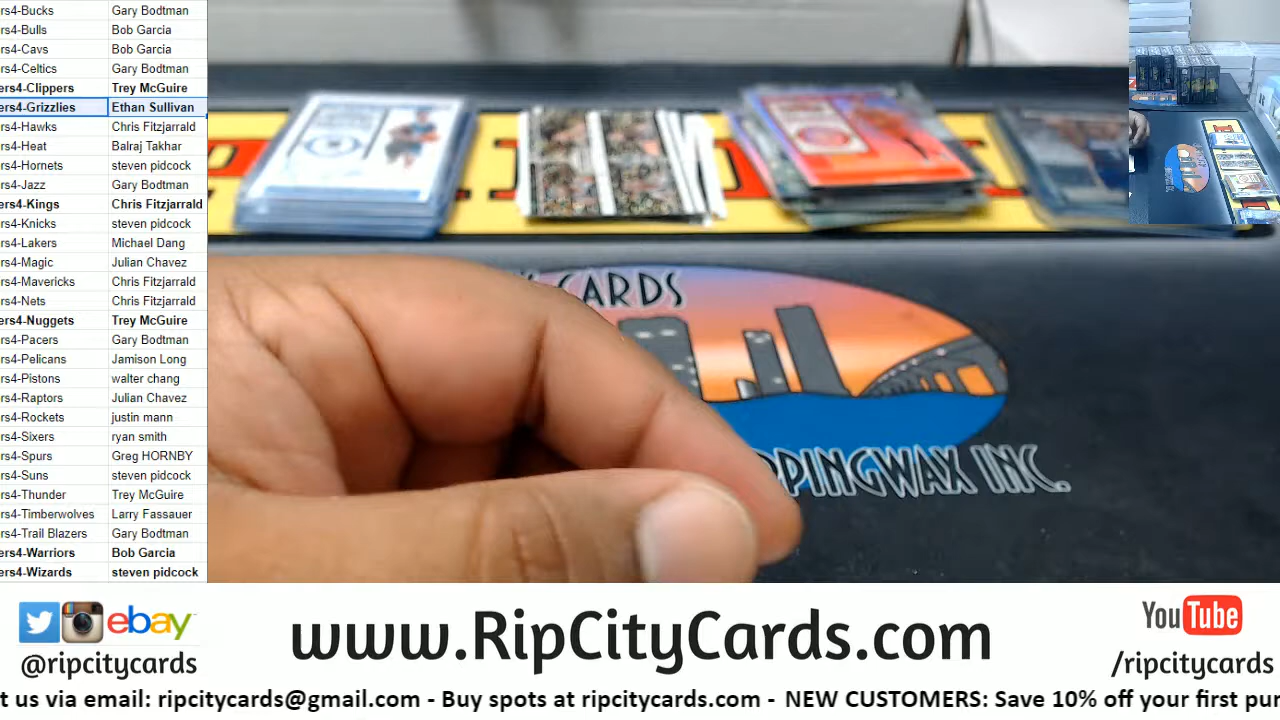 rs4-Bucks Gary Bodtman
rs4-Bulls Bob Garcia
rs4-Cavs Bob Garcia
rs4-Celtics Gary Bodtman
ers4-Clippers Trey McGuire
ers4-Grizzlies Ethan Sullivan
rs4-Hawks Chris Fitzjarrald
rs4-Heat Balraj Takhar
rs4-Hornets steven pidcock
rs4-Jazz Gary Bodtman
ers4-Kings Chris Fitzjarrald
rs4-Knicks steven pidcock
rs4-Lakers Michael Dang
rs4-Magic Julian Chavez
rs4-Mavericks Chris Fitzjarrald
rs4-Nets Chris Fitzjarrald
ers4-Nuggets Trey McGuire
rs4-Pacers Gary Bodtman
rs4-Pelicans Jamison Long
rs4-Pistons walter chang
rs4-Raptors Julian Chavez
rs4-Rockets justin mann
rs4-Sixers ryan smith
rs4-Spurs Greg HORNBY
rs4-Suns steven pidcock
rs4-Thunder Trey McGuire
rs4-Timberwolves Larry Fassauer
rs4-Trail Blazers Gary Bodtman
ers4-Warriors Bob Garcia
ers4-Wizards steven pidcock
CARDS
PPINGWAX INC.
ebay
@ripcitycards
www.RipCityCards.com
YouTube
/ripcitycards
t us via email: ripcitycards@gmail.com - Buy spots at ripcitycards.com - NEW CUSTOMERS: Save 10% off your first pur